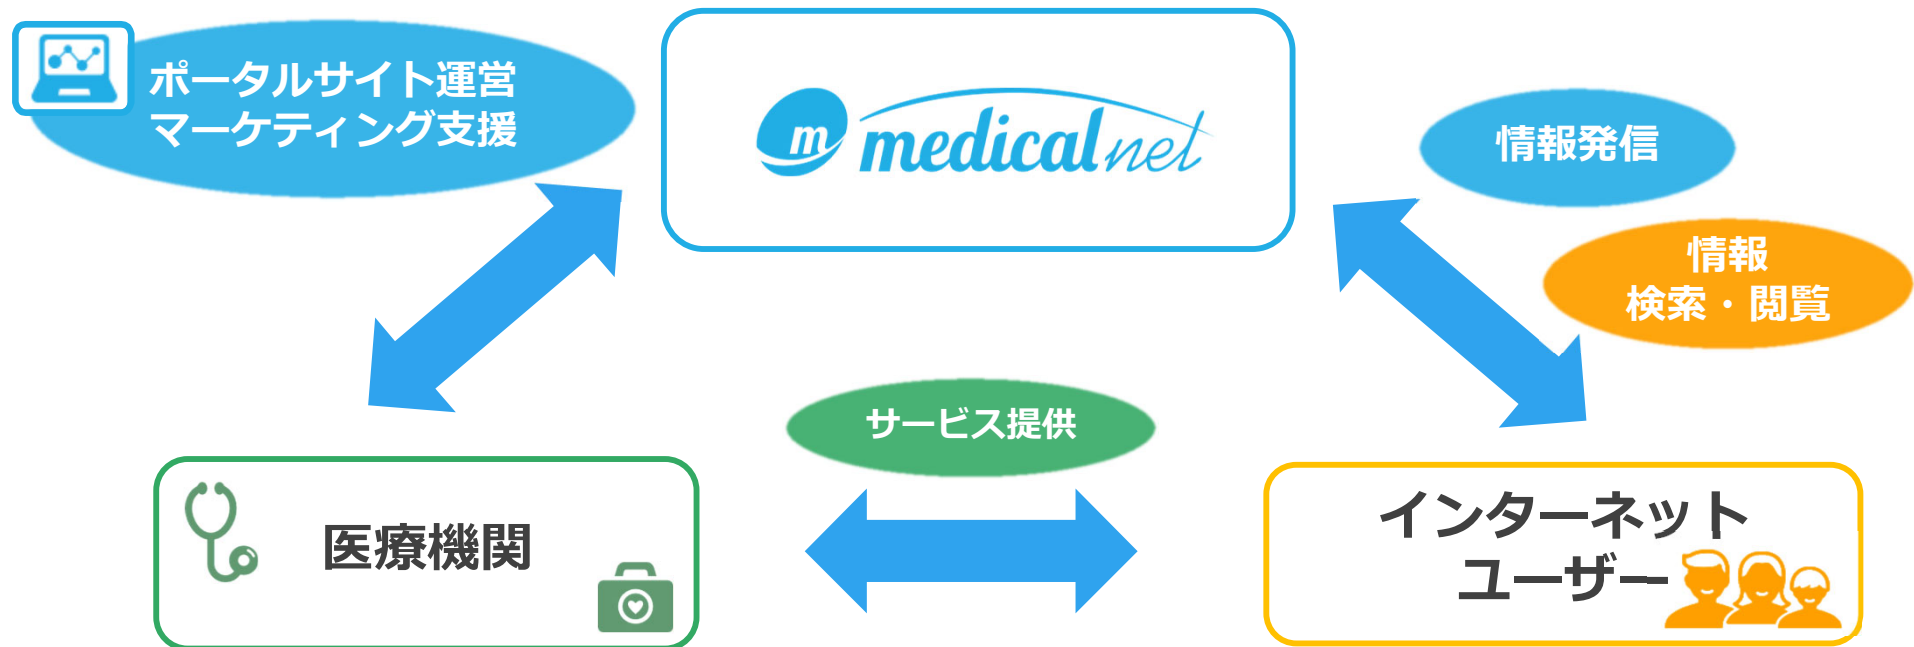 ポータルサイト運営
マーケティング支援
m medicalnet
情報発信
情報
検索・閲覧
サービス提供
医療機関
インターネット
ユーザー